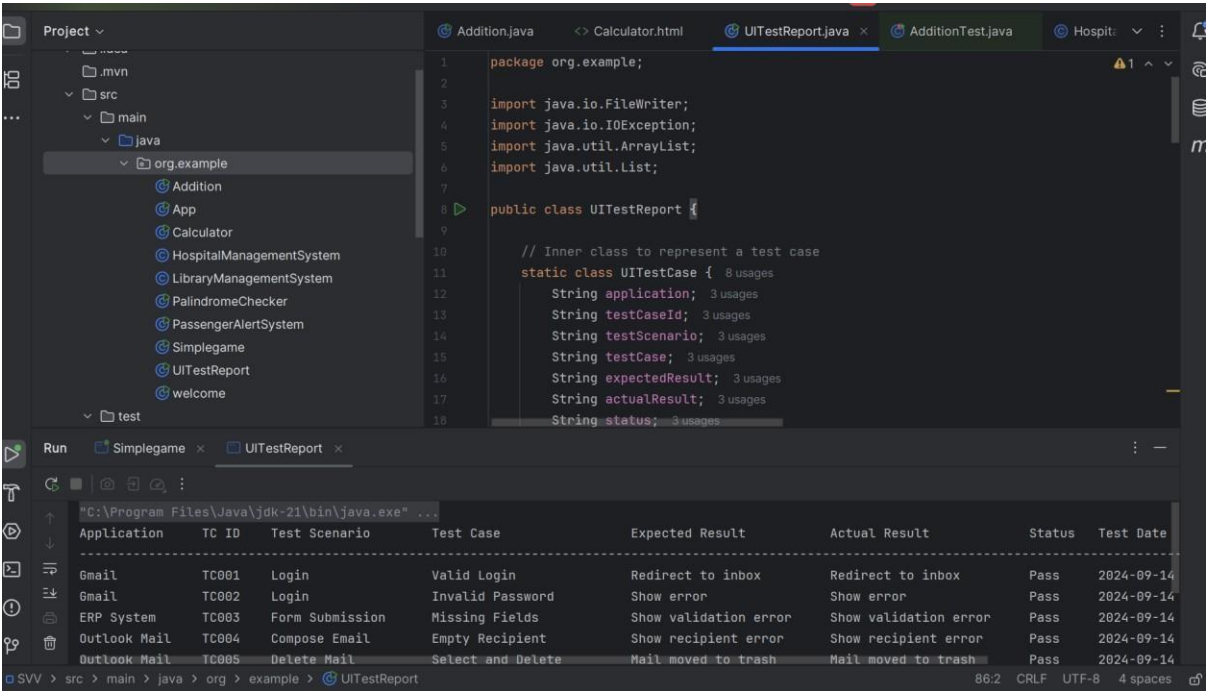 Project
Addition.java <> Calculator.html UITestReport.java × AdditionTest.java
.mvn
src
main
java
org.example
Addition
App
Calculator
HospitalManagementSystem
LibraryManagementSystem
PalindromeChecker
PassengerAlertSystem
Simplegame
UITestReport
welcome
test
1 package org.example;
2
3 import java.io.FileWriter;
4 import java.io.IOException;
5 import java.util.ArrayList;
6 import java.util.List;
7
8 public class UITestReport {
9
10 // Inner class to represent a test case
11 static class UITestCase { 8 usages
12 String application; 3 usages
13 String testCaseId; 3 usages
14 String testScenario; 3 usages
15 String testCase; 3 usages
16 String expectedResult; 3 usages
17 String actualResult; 3 usages
18 String status; 3 usages
1
Run Simplegame × UITestReport ×
"C:\Program Files\Java\jdk-21\bin\java.exe" ...
Application TC ID Test Scenario Test Case Expected Result Actual Result Status Test Date
Gmail TC001 Login Valid Login Redirect to inbox Redirect to inbox Pass 2024-09-14
Gmail TC002 Login Invalid Password Show error Show error Pass 2024-09-14
ERP System TC003 Form Submission Missing Fields Show validation error Show validation error Pass 2024-09-14
Outlook Mail TC004 Compose Email Empty Recipient Show recipient error Show recipient error Pass 2024-09-14
Outlook Mail TC005 Delete Mail Select and Delete Mail moved to trash Mail moved to trash Pass 2024-09-14
SVV > src > main > java > org > example > UITestReport 86:2 CRLF UTF-8 4 spaces